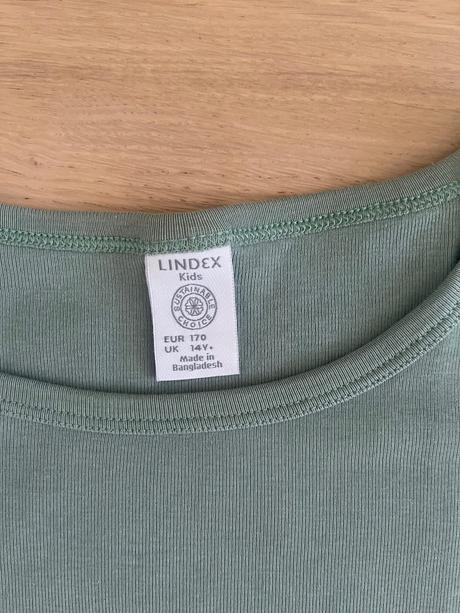 LINDEX
Kids
SUSTAINABLE
CHOICE
EUR 170
UK 14Y+
Made in
Bangladesh